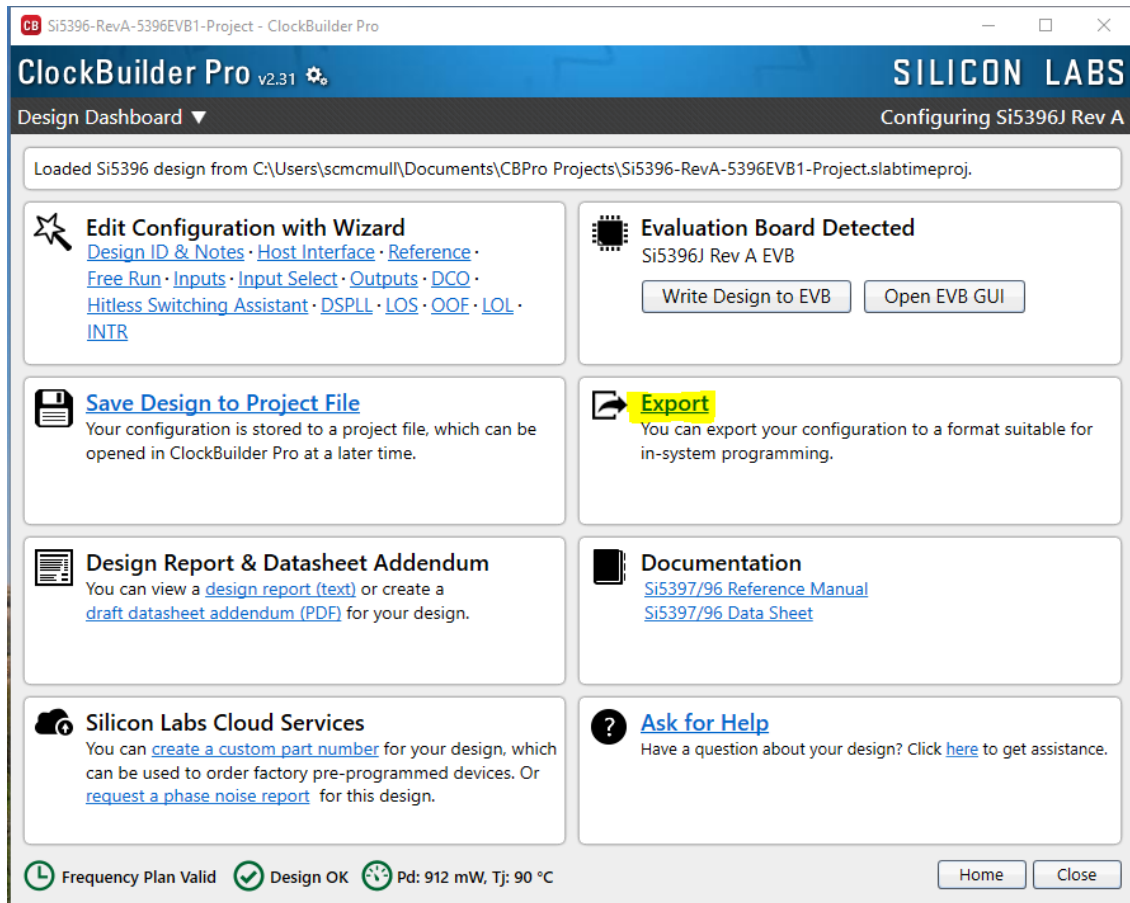 CB Si5396-RevA-5396EVB1-Project - ClockBuilder Pro
ClockBuilder Pro v2.31
SILICON LABS
Design Dashboard ▼
Configuring Si5396J Rev A
Loaded Si5396 design from C:\Users\scmcmull\Documents\CBPro Projects\Si5396-RevA-5396EVB1-Project.slabtimeproj.
Edit Configuration with Wizard
Design ID & Notes · Host Interface · Reference ·
Free Run · Inputs · Input Select · Outputs · DCO ·
Hitless Switching Assistant · DSPLL · LOS · OOF · LOL ·
INTR
Evaluation Board Detected
Si5396J Rev A EVB
Write Design to EVB
Open EVB GUI
Save Design to Project File
Your configuration is stored to a project file, which can be
opened in ClockBuilder Pro at a later time.
Export
You can export your configuration to a format suitable for
in-system programming.
Design Report & Datasheet Addendum
You can view a design report (text) or create a
draft datasheet addendum (PDF) for your design.
Documentation
Si5397/96 Reference Manual
Si5397/96 Data Sheet
Silicon Labs Cloud Services
You can create a custom part number for your design, which
can be used to order factory pre-programmed devices. Or
request a phase noise report for this design.
?
Ask for Help
Have a question about your design? Click here to get assistance.
Frequency Plan Valid
Design OK
Pd: 912 mW, Tj: 90 °C
Home
Close